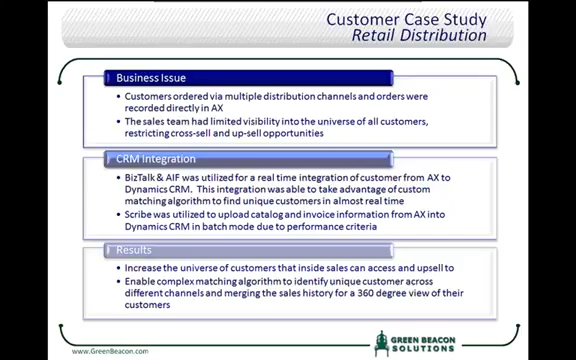 Customer Case Study
Retail Distribution
Business Issue
• Customers ordered via multiple distribution channels and orders were
recorded directly in AX
• The sales team had limited visibility into the universe of all customers,
restricting cross-sell and up-sell opportunities
CRM Integration
• BizTalk & AIF was utilized for a real time integration of customer from AX to
Dynamics CRM. This integration was able to take advantage of custom
matching algorithm to find unique customers in almost real time
• Scribe was utilized to upload catalog and invoice information from AX into
Dynamics CRM in batch mode due to performance criteria
Results
• Increase the universe of customers that inside sales can access and upsell to
• Enable complex matching algorithm to identify unique customer across
different channels and merging the sales history for a 360 degree view of their
customers
www.GreenBeacon.com
GREEN BEACON
SOLUTIONS